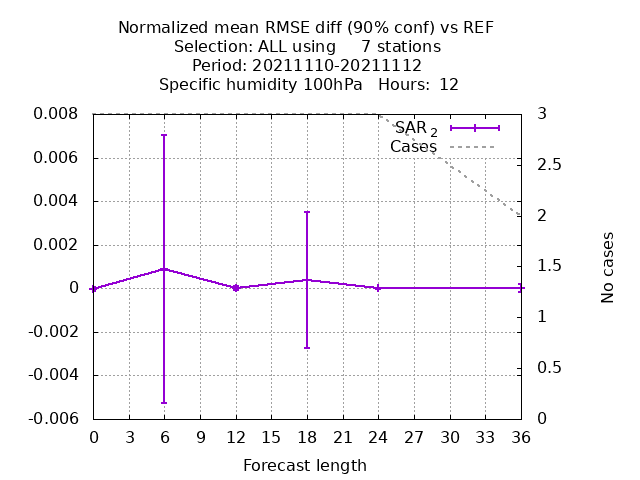 Normalized mean RMSE diff (90% conf) vs REF
Selection: ALL using 7 stations
Period: 20211110-20211112
Specific humidity 100hPa Hours: 12
SAR 2
Cases
0.008
0.006
0.004
0.002
0
-0.002
-0.004
-0.006
3
2.5
2
1.5
1
0.5
0
No cases
0 3 6 9 12 15 18 21 24 27 30 33 36
Forecast length